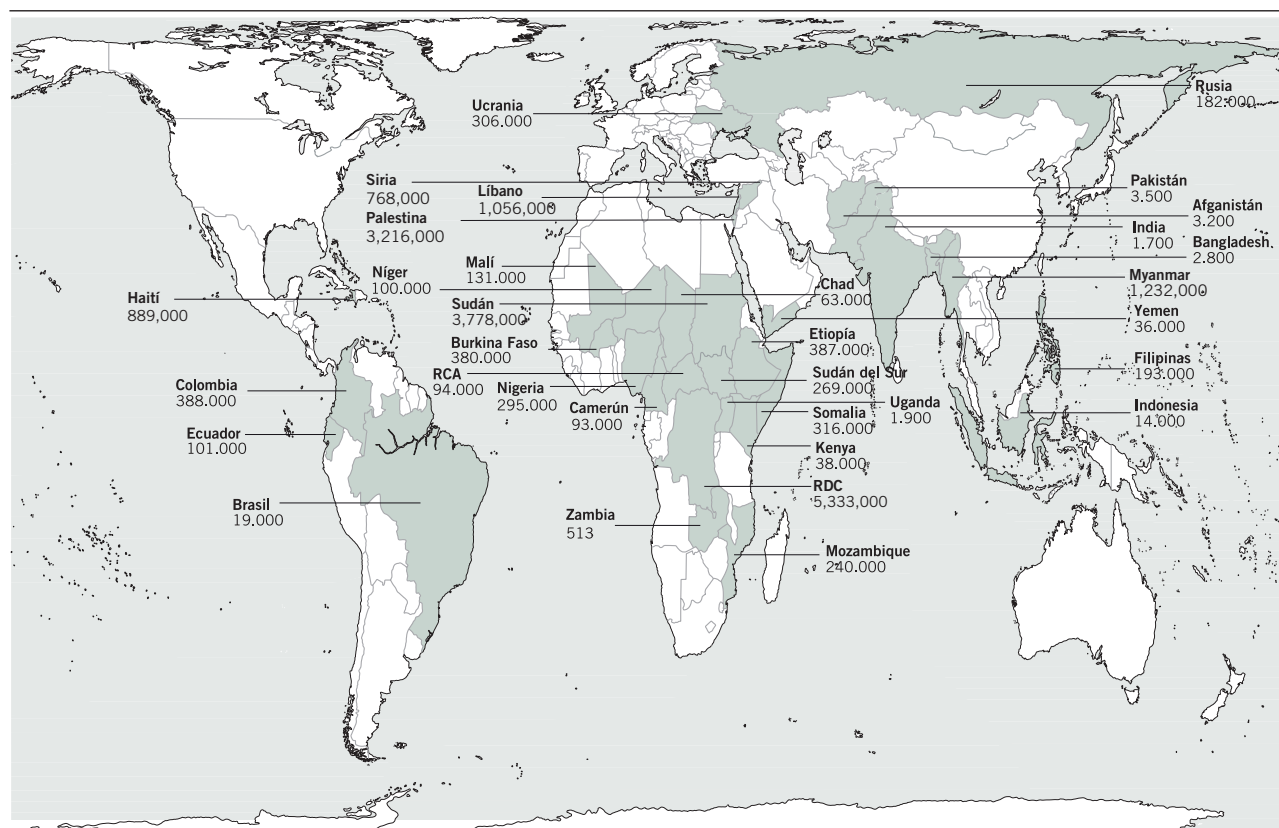 Rusia
182.000
Ucrania
306.000
Siria
768,000
Líbano
1,056,000
Palestina
3,216,000
Pakistán
3.500
Afganistán
3.200
India
1.700
Bangladesh
2.800
Malí
131.000
Níger
100.000
Chad
63.000
Myanmar
1,232,000
Haití
889,000
Sudán
3,778,000
Yemen
36.000
Burkina Faso
380.000
Etiopía
387.000
Filipinas
193.000
RCA
94.000
Sudán del Sur
269.000
Colombia
388.000
Nigeria
295.000
Camerún
93.000
Somalia
316.000
Uganda
1.900
Indonesia
14.000
Ecuador
101.000
Kenya
38.000
RDC
5,333,000
Brasil
19.000
Zambia
513
Mozambique
240.000